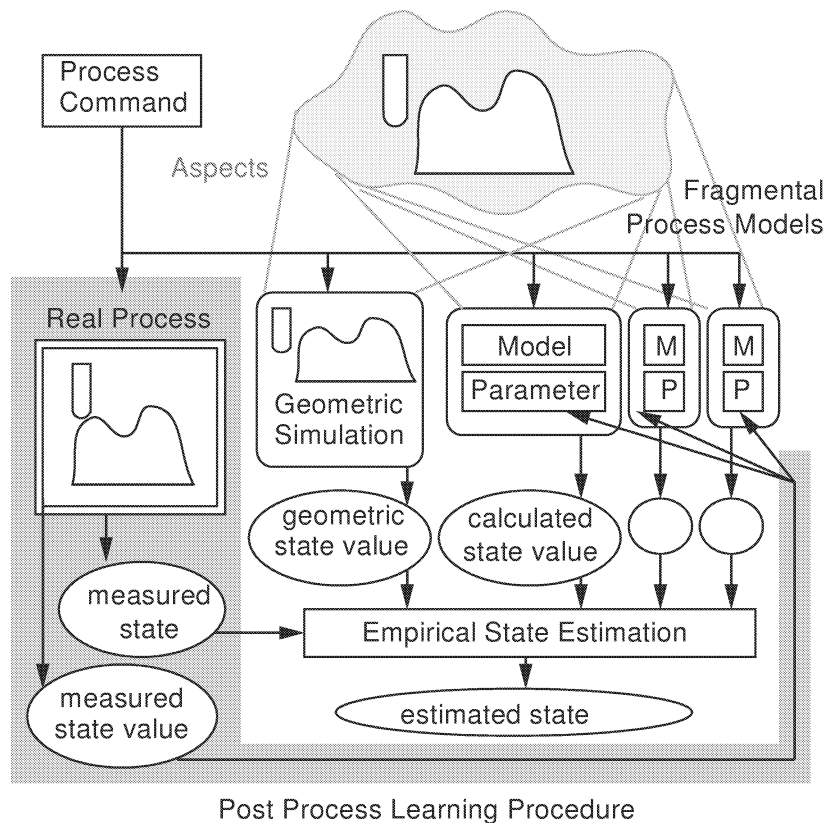 Process
Command
Aspects
Fragmental
Process Models
Real Process
Geometric
Simulation
Model
Parameter
M
P
M
P
geometric
state value
calculated
state value
measured
state
Empirical State Estimation
measured
state value
estimated state
Post Process Learning Procedure